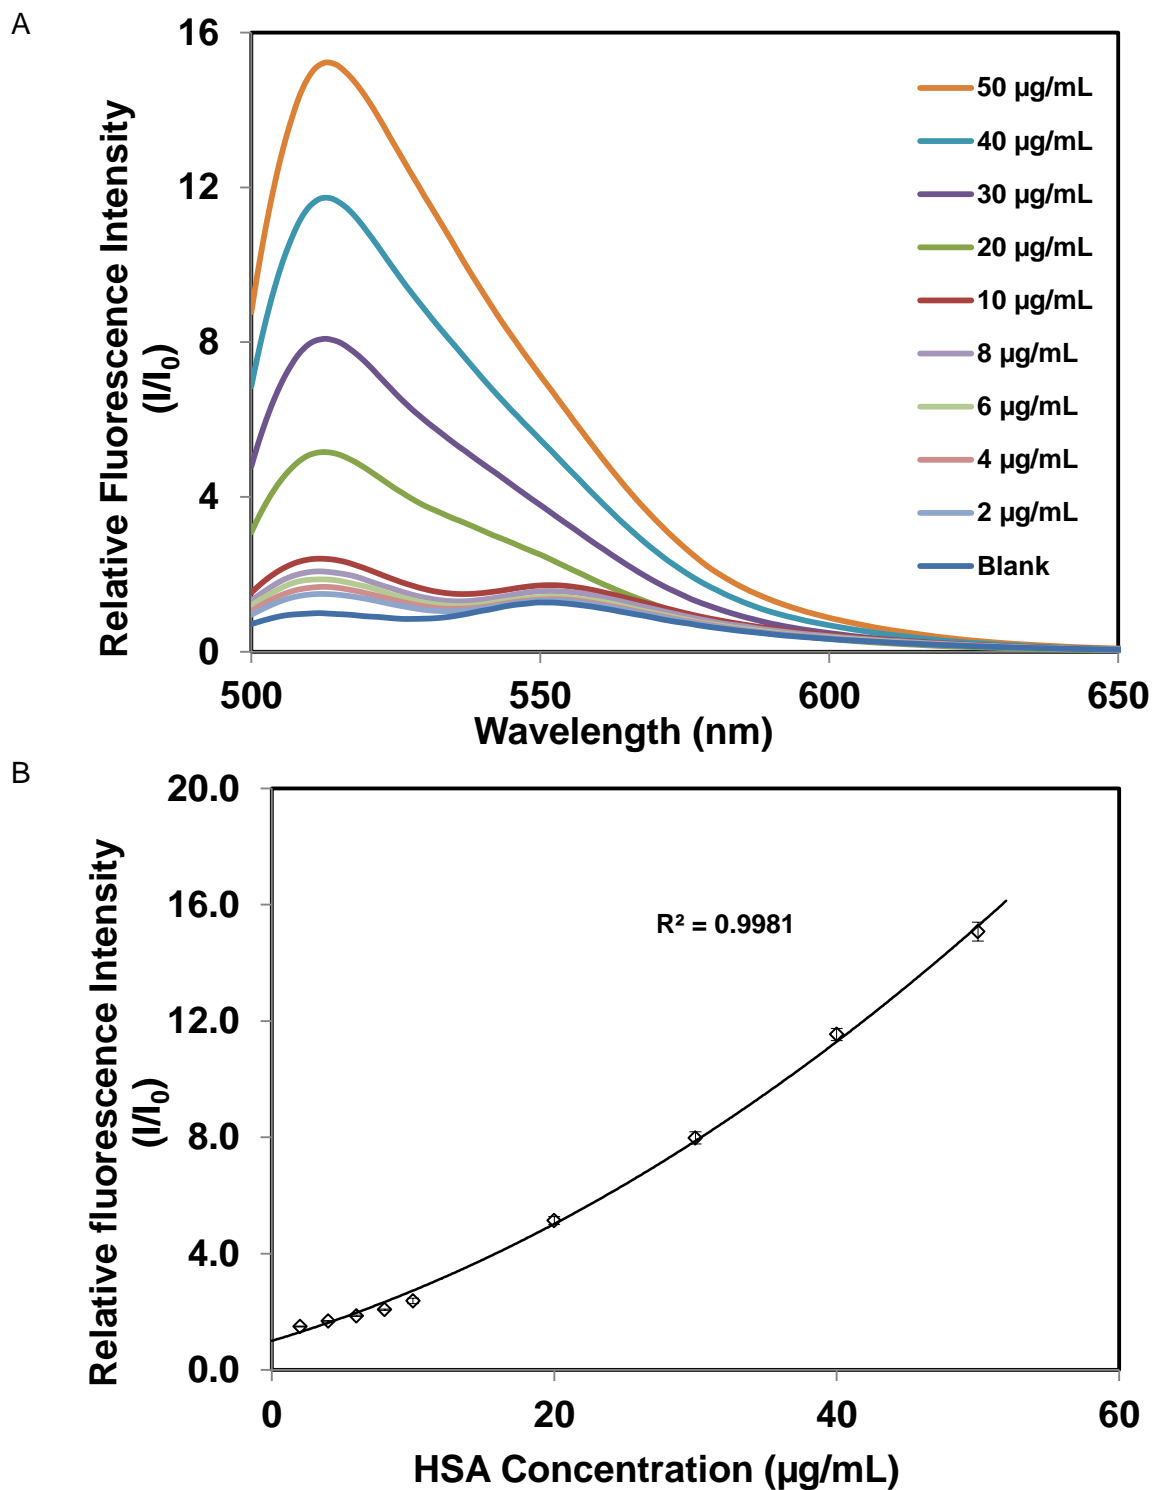 A
16
12
8
4
0
Relative Fluorescence Intensity
(I/I₀)
50 µg/mL
40 µg/mL
30 µg/mL
20 µg/mL
10 µg/mL
8 µg/mL
6 µg/mL
4 µg/mL
2 µg/mL
Blank
500 550 600 650
Wavelength (nm)
B
20.0
16.0
12.0
8.0
4.0
0.0
Relative fluorescence Intensity
(I/I₀)
R² = 0.9981
0 20 40 60
HSA Concentration (µg/mL)